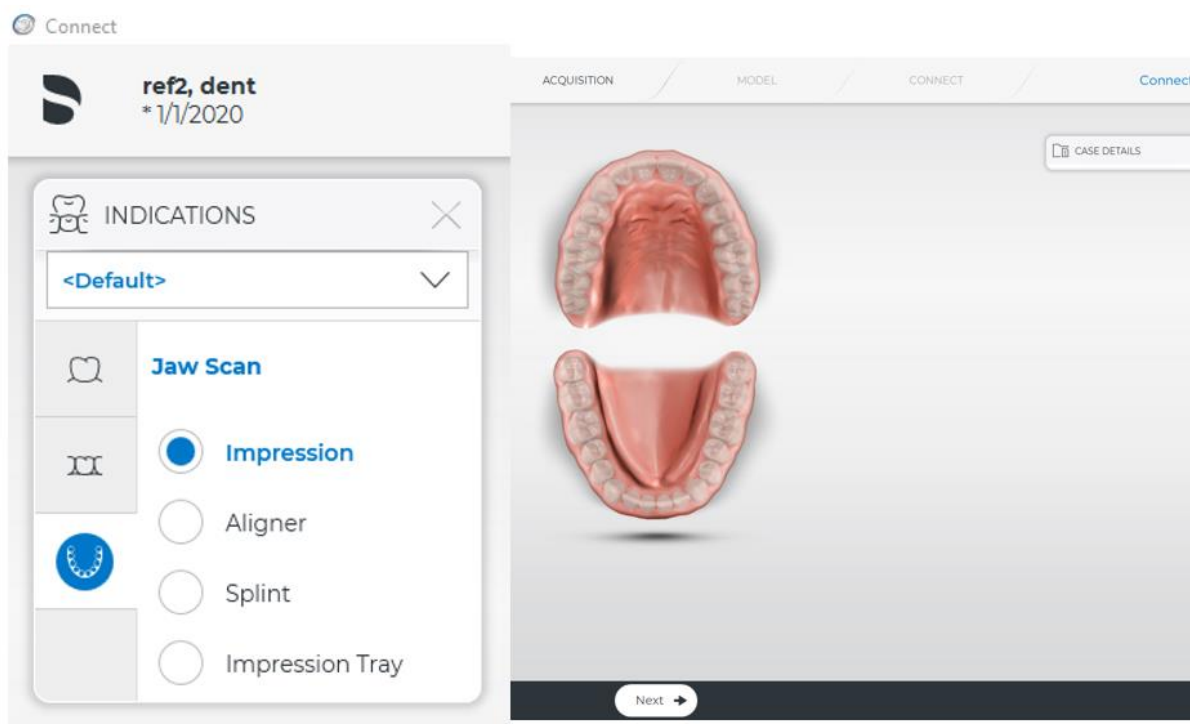 Connect
ref2, dent
* 1/1/2020
INDICATIONS
<Default>
Jaw Scan
Impression
Aligner
Splint
Impression Tray
ACQUISITION
MODEL
CONNECT
Connect
CASE DETAILS
Next